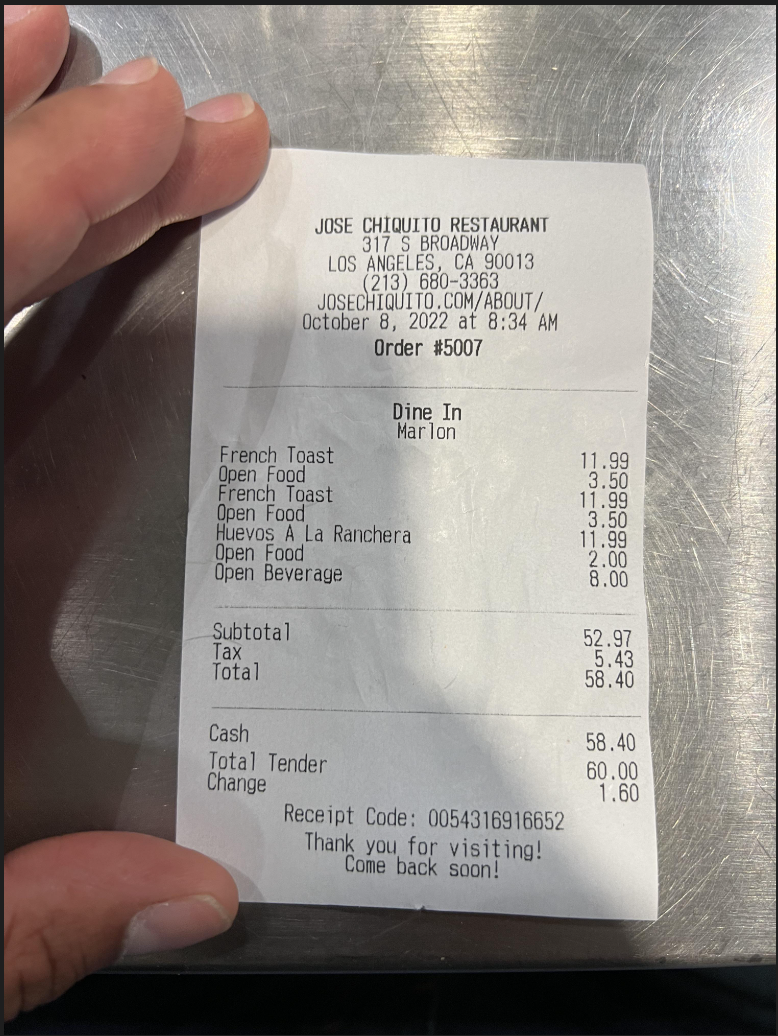 JOSE CHIQUITO RESTAURANT
317 S BROADWAY
LOS ANGELES, CA 90013
(213) 680-3363
JOSECHIQUITO.COM/ABOUT/
October 8, 2022 at 8:34 AM
Order #5007
Dine In
Marlon
French Toast 11.99
Open Food 3.50
French Toast 11.99
Open Food 3.50
Huevos A La Ranchera 11.99
Open Food 2.00
Open Beverage 8.00
Subtotal 52.97
Tax 5.43
Total 58.40
Cash 58.40
Total Tender 60.00
Change 1.60
Receipt Code: 0054316916652
Thank you for visiting!
Come back soon!